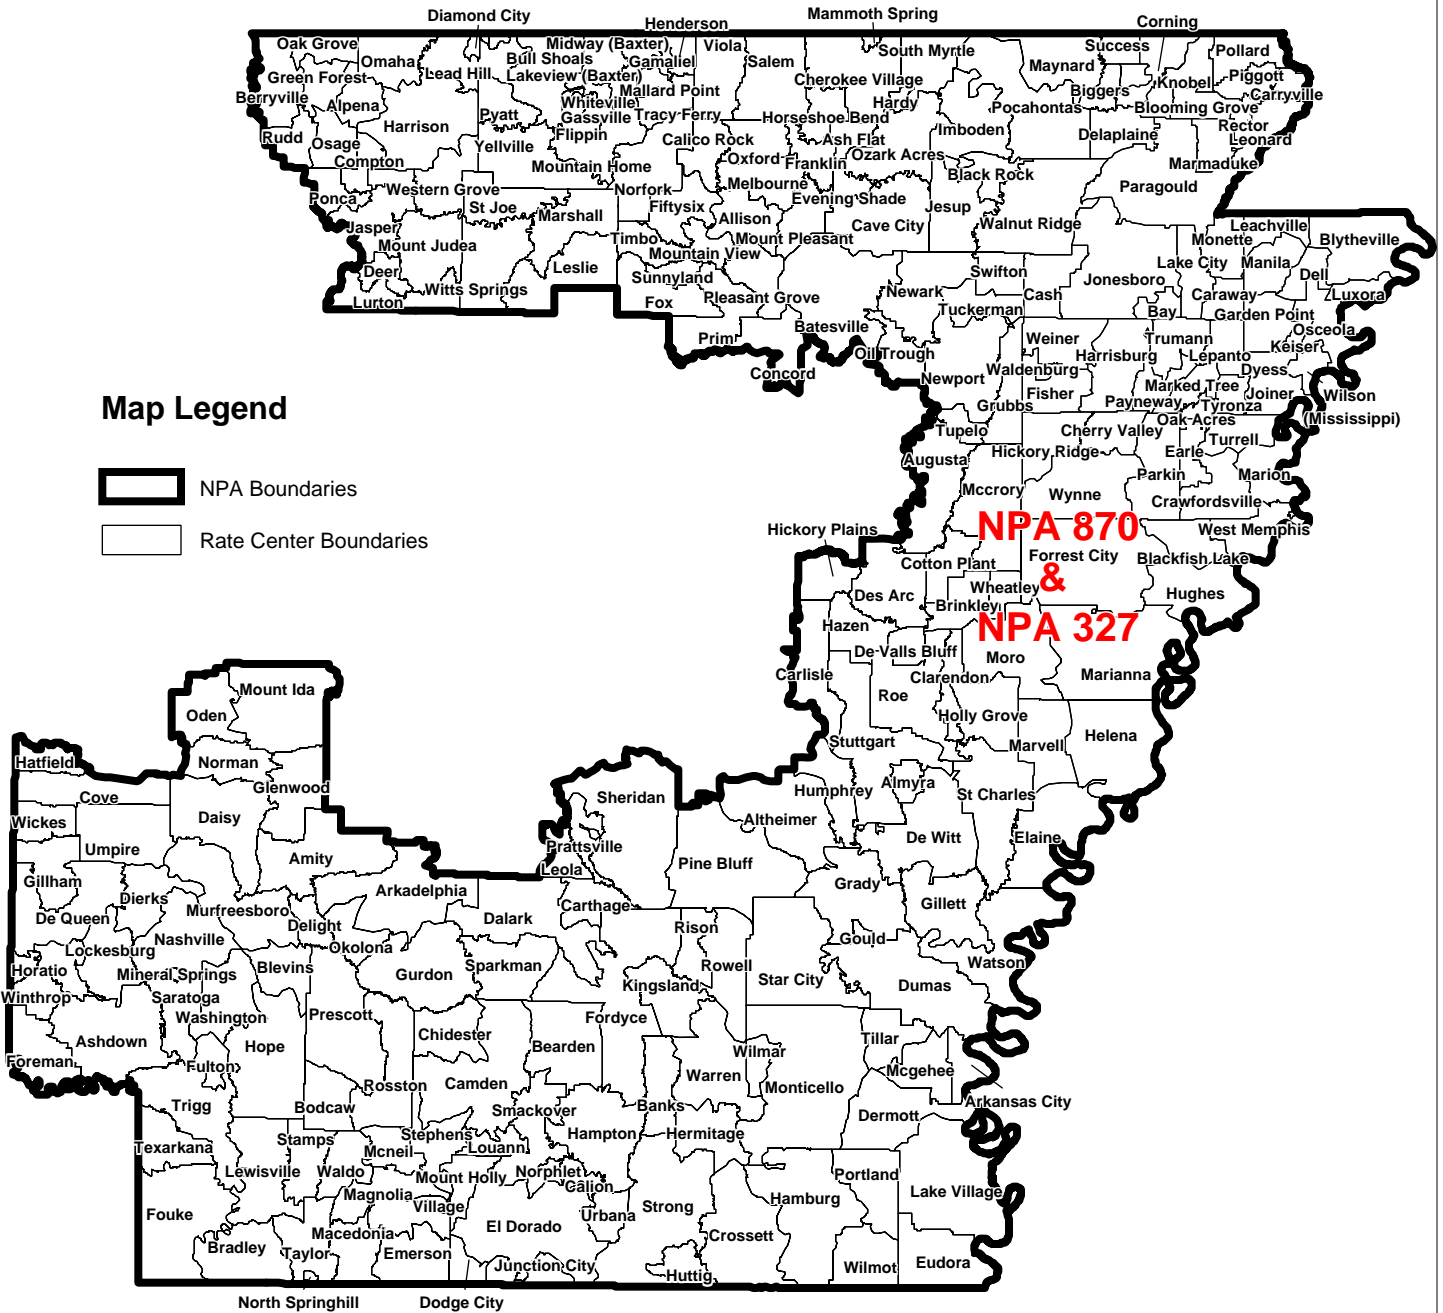 Diamond City
Henderson
Mammoth Spring
Corning
Oak Grove
Omaha
Midway (Baxter)
Viola
South Myrtle
Success
Pollard
Bull Shoals
Gamaliel
Salem
Maynard
Green Forest
Lead Hill
Lakeview (Baxter)
Cherokee Village
Knobel
Piggott
Berryville
Alpena
Mallard Point
Biggers
Carryville
Whiteville
Hardy
Pocahontas
Blooming Grove
Pyatt
Gassville
Tracy Ferry
Horseshoe Bend
Rector
Harrison
Flippin
Imboden
Delaplaine
Leonard
Rudd
Osage
Yellville
Calico Rock
Ash Flat
Compton
Mountain Home
Oxford
Franklin
Ozark Acres
Marmaduke
Western Grove
Norfork
Melbourne
Black Rock
Paragould
Ponca
St Joe
Fiftysix
Evening Shade
Jesup
Marshall
Allison
Cave City
Walnut Ridge
Leachville
Jasper
Mount Judea
Timbo
Mount Pleasant
Monette
Blytheville
Mountain View
Lake City
Manila
Deer
Leslie
Sunnyland
Swifton
Jonesboro
Dell
Lurton
Witts Springs
Fox
Pleasant Grove
Newark
Cash
Caraway
Luxora
Tuckerman
Bay
Garden Point
Batesville
Osceola
Prim
Weiner
Trumann
Keiser
Oil Trough
Harrisburg
Lepanto
Concord
Waldenburg
Dyess
Newport
Marked Tree
Fisher
Joiner
Wilson
(Mississippi)
Grubbs
Payneway
Tyronza
Map Legend
Oak Acres
Tupelo
Cherry Valley
Turrell
Augusta
Hickory Ridge
Earle
Parkin
Marion
NPA Boundaries
Mccrory
Wynne
Crawfordsville
Rate Center Boundaries
Hickory Plains
NPA 870
West Memphis
Forrest City
Blackfish Lake
Cotton Plant
&
Wheatley
Des Arc
Brinkley
Hughes
Hazen
NPA 327
De Valls Bluff
Moro
Carlisle
Clarendon
Marianna
Mount Ida
Roe
Oden
Holly Grove
Stuttgart
Marvell
Helena
Hatfield
Norman
Glenwood
Almyra
Cove
Sheridan
Humphrey
St Charles
Wickes
Daisy
Altheimer
De Witt
Elaine
Umpire
Prattsville
Amity
Pine Bluff
Leola
Gillham
Arkadelphia
Grady
Dierks
Gillett
De Queen
Murfreesboro
Carthage
Delight
Dalark
Rison
Nashville
Gould
Lockesburg
Okolona
Horatio
Mineral Springs
Blevins
Gurdon
Sparkman
Rowell
Watson
Winthrop
Saratoga
Kingsland
Star City
Dumas
Washington
Prescott
Fordyce
Ashdown
Hope
Chidester
Bearden
Tillar
Foreman
Fulton
Wilmar
Mcgehee
Rosston
Camden
Warren
Monticello
Trigg
Bodcaw
Smackover
Banks
Dermott
Arkansas City
Texarkana
Stamps
Stephens
Hampton
Hermitage
Mcneil
Louann
Lewisville
Waldo
Mount Holly
Norphlet
Portland
Magnolia
Calion
Lake Village
Village
Hamburg
Fouke
Urbana
Strong
Macedonia
El Dorado
Crossett
Bradley
Taylor
Emerson
Junction City
Wilmot
Eudora
Huttig
North Springhill
Dodge City